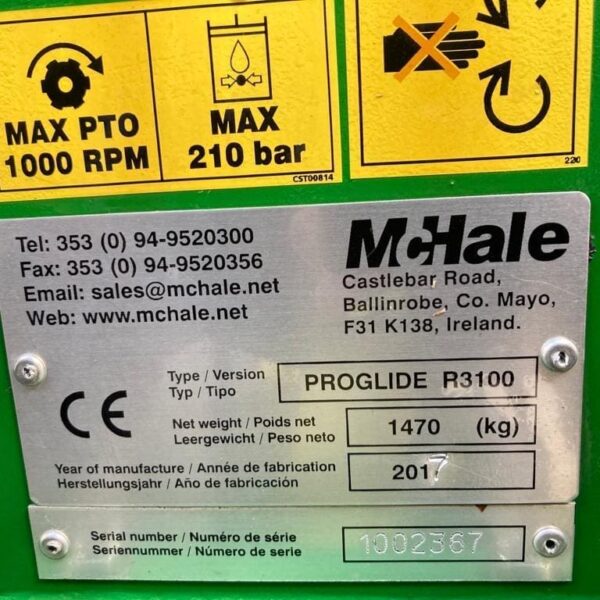 MAX PTO
1000 RPM
MAX
210 bar
CST00814
220
Tel: 353 (0) 94-9520300
Fax: 353 (0) 94-9520356
Email: sales@mchale.net
Web: www.mchale.net
McHale
Castlebar Road,
Ballinrobe, Co. Mayo,
F31 K138, Ireland.
CE
Type / Version
Typ / Tipo
PROGLIDE R3100
Net weight / Poids net
Leergewicht / Peso neto
1470 (kg)
Year of manufacture / Année de fabrication
Herstellungsjahr / Año de fabricación
2017
Serial number / Numéro de série
Seriennummer / Número de serie
1002367